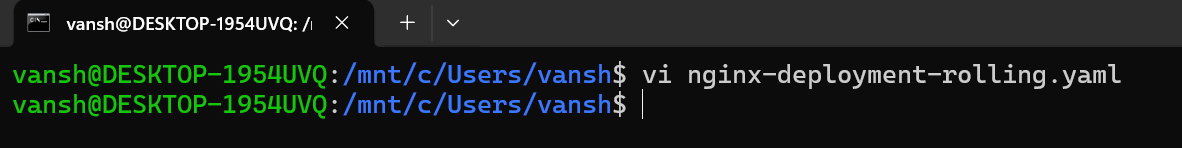 vansh@DESKTOP-1954UVQ: /
vansh@DESKTOP-1954UVQ:/mnt/c/Users/vansh$ vi nginx-deployment-rolling.yaml
vansh@DESKTOP-1954UVQ:/mnt/c/Users/vansh$